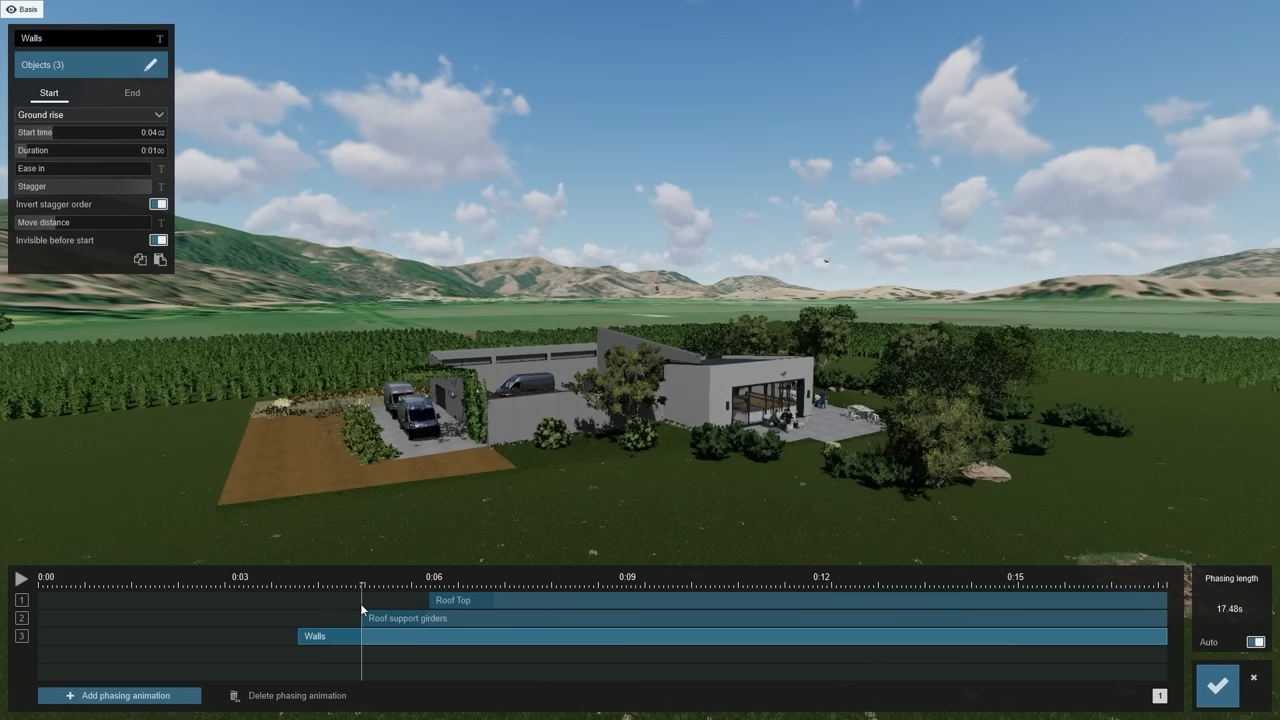 Basis
Walls T
Objects (3)
Start End
Ground rise
Start time 0:04 02
Duration 0:01 00
Ease in T
Stagger T
Invert stagger order
Move distance T
Invisible before start
0:00 0:03 0:06 0:09 0:12 0:15
1 Roof Top
2 Roof support girders
3 Walls
+ Add phasing animation Delete phasing animation 1
Phasing length
17.48s
Auto